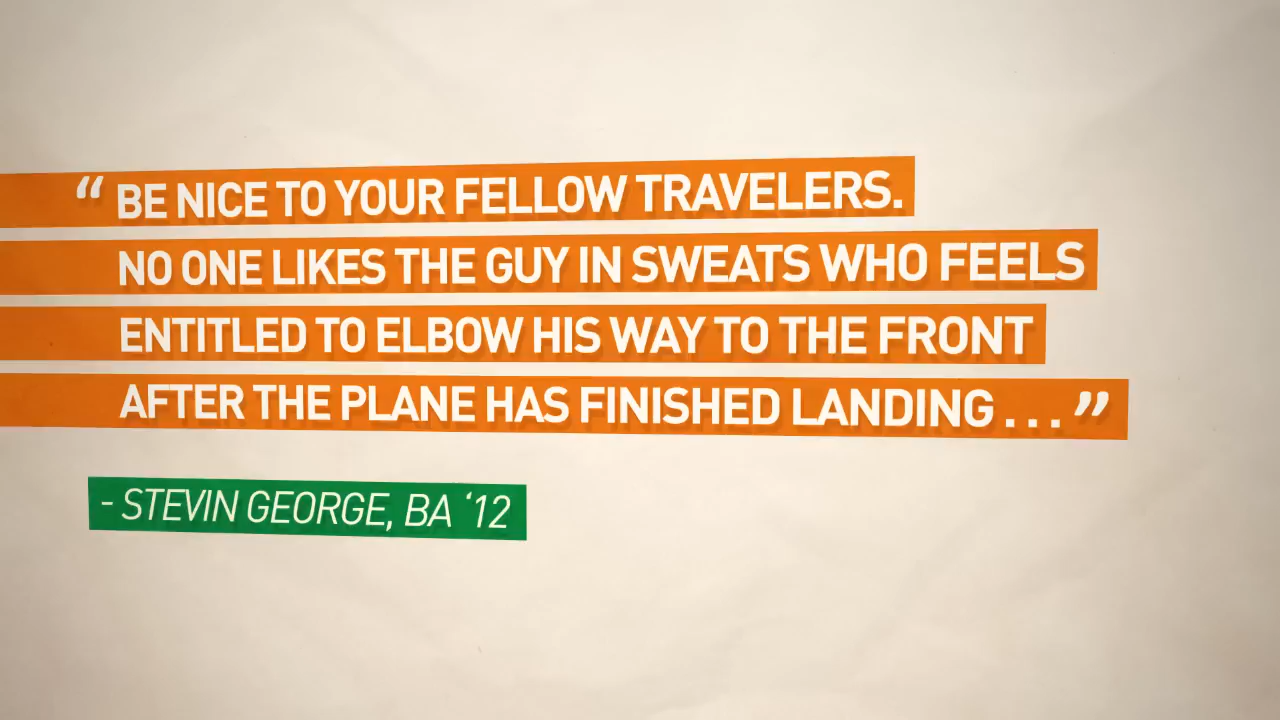 “ BE NICE TO YOUR FELLOW TRAVELERS.
NO ONE LIKES THE GUY IN SWEATS WHO FEELS
ENTITLED TO ELBOW HIS WAY TO THE FRONT
AFTER THE PLANE HAS FINISHED LANDING . . . ”
- STEVIN GEORGE, BA ‘12